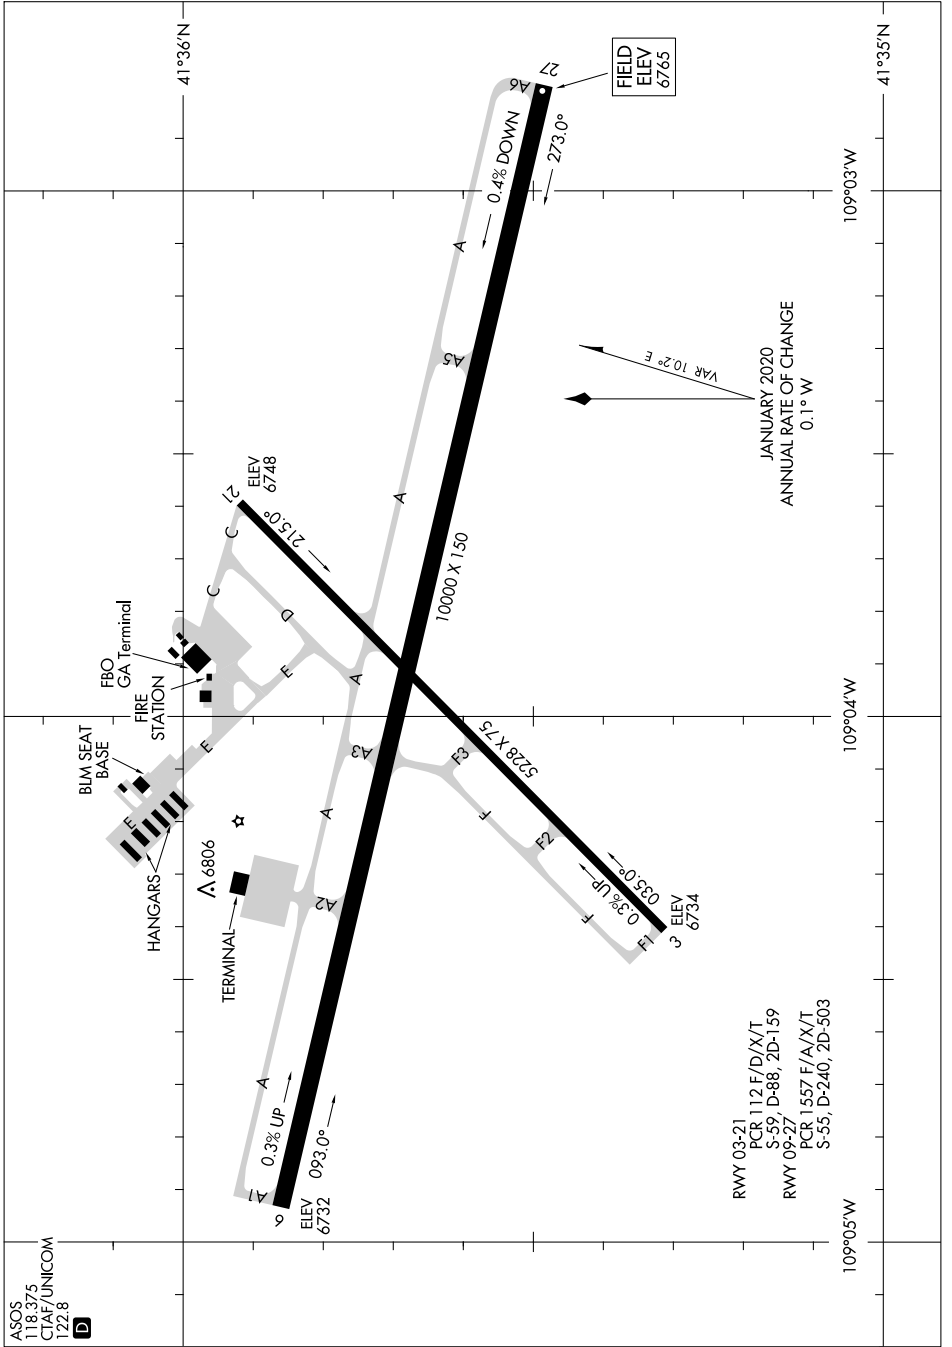 ASOS
118.375
CTAF/UNICOM
122.8
D
41°36'N
41°35'N
109°05'W
109°04'W
109°03'W
FIELD
ELEV
6765
27
A6
273.0°
0.4% DOWN
A
A5
VAR 10.2° E
JANUARY 2020
ANNUAL RATE OF CHANGE
0.1° W
21
ELEV
6748
215.0°
C
C
D
E
A
10000 X 150
FBO
GA Terminal
FIRE
STATION
BLM SEAT
BASE
E
E
HANGARS
6806
TERMINAL
A
A3
A
A2
5228 X 75
F3
F
F2
0.3% UP
035.0°
F
F1
3
ELEV
6734
A
0.3% UP
093.0°
A1
9
ELEV
6732
RWY 03-21
PCR 112 F/D/X/T
S-59, D-88, 2D-159
RWY 09-27
PCR 1557 F/A/X/T
S-55, D-240, 2D-503